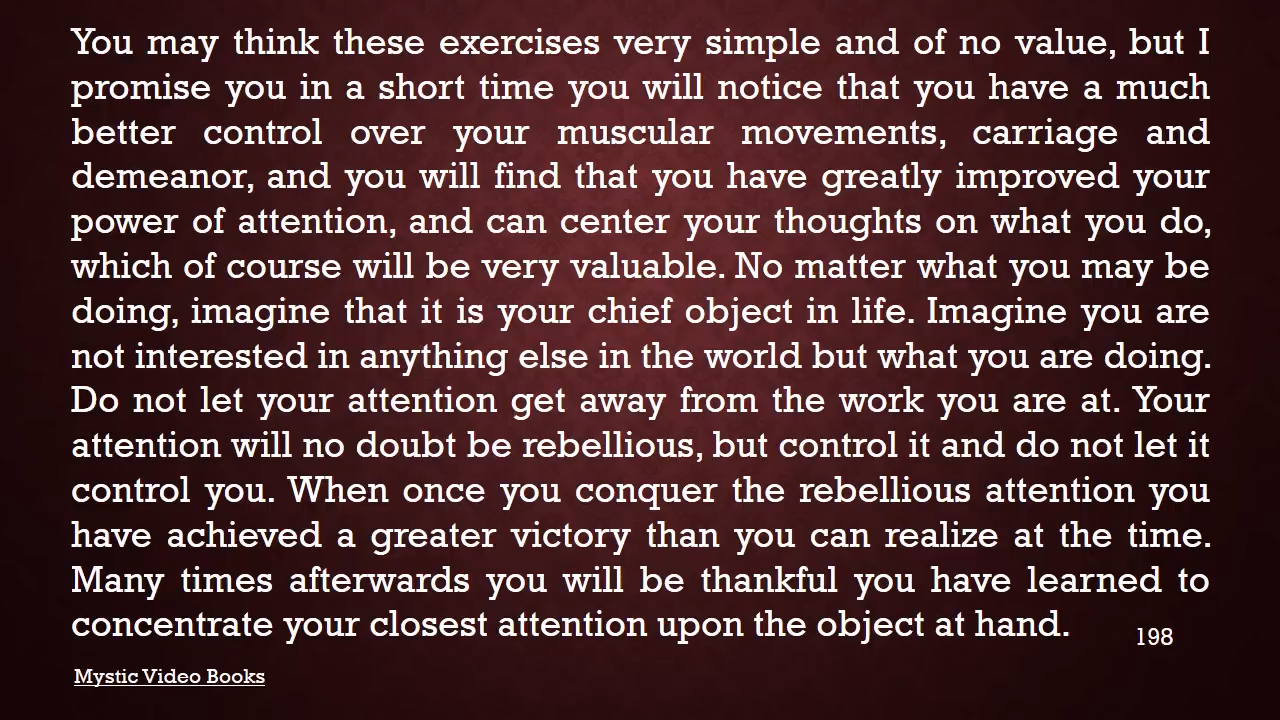 You may think these exercises very simple and of no value, but I
promise you in a short time you will notice that you have a much
better control over your muscular movements, carriage and
demeanor, and you will find that you have greatly improved your
power of attention, and can center your thoughts on what you do,
which of course will be very valuable. No matter what you may be
doing, imagine that it is your chief object in life. Imagine you are
not interested in anything else in the world but what you are doing.
Do not let your attention get away from the work you are at. Your
attention will no doubt be rebellious, but control it and do not let it
control you. When once you conquer the rebellious attention you
have achieved a greater victory than you can realize at the time.
Many times afterwards you will be thankful you have learned to
concentrate your closest attention upon the object at hand.
198
Mystic Video Books